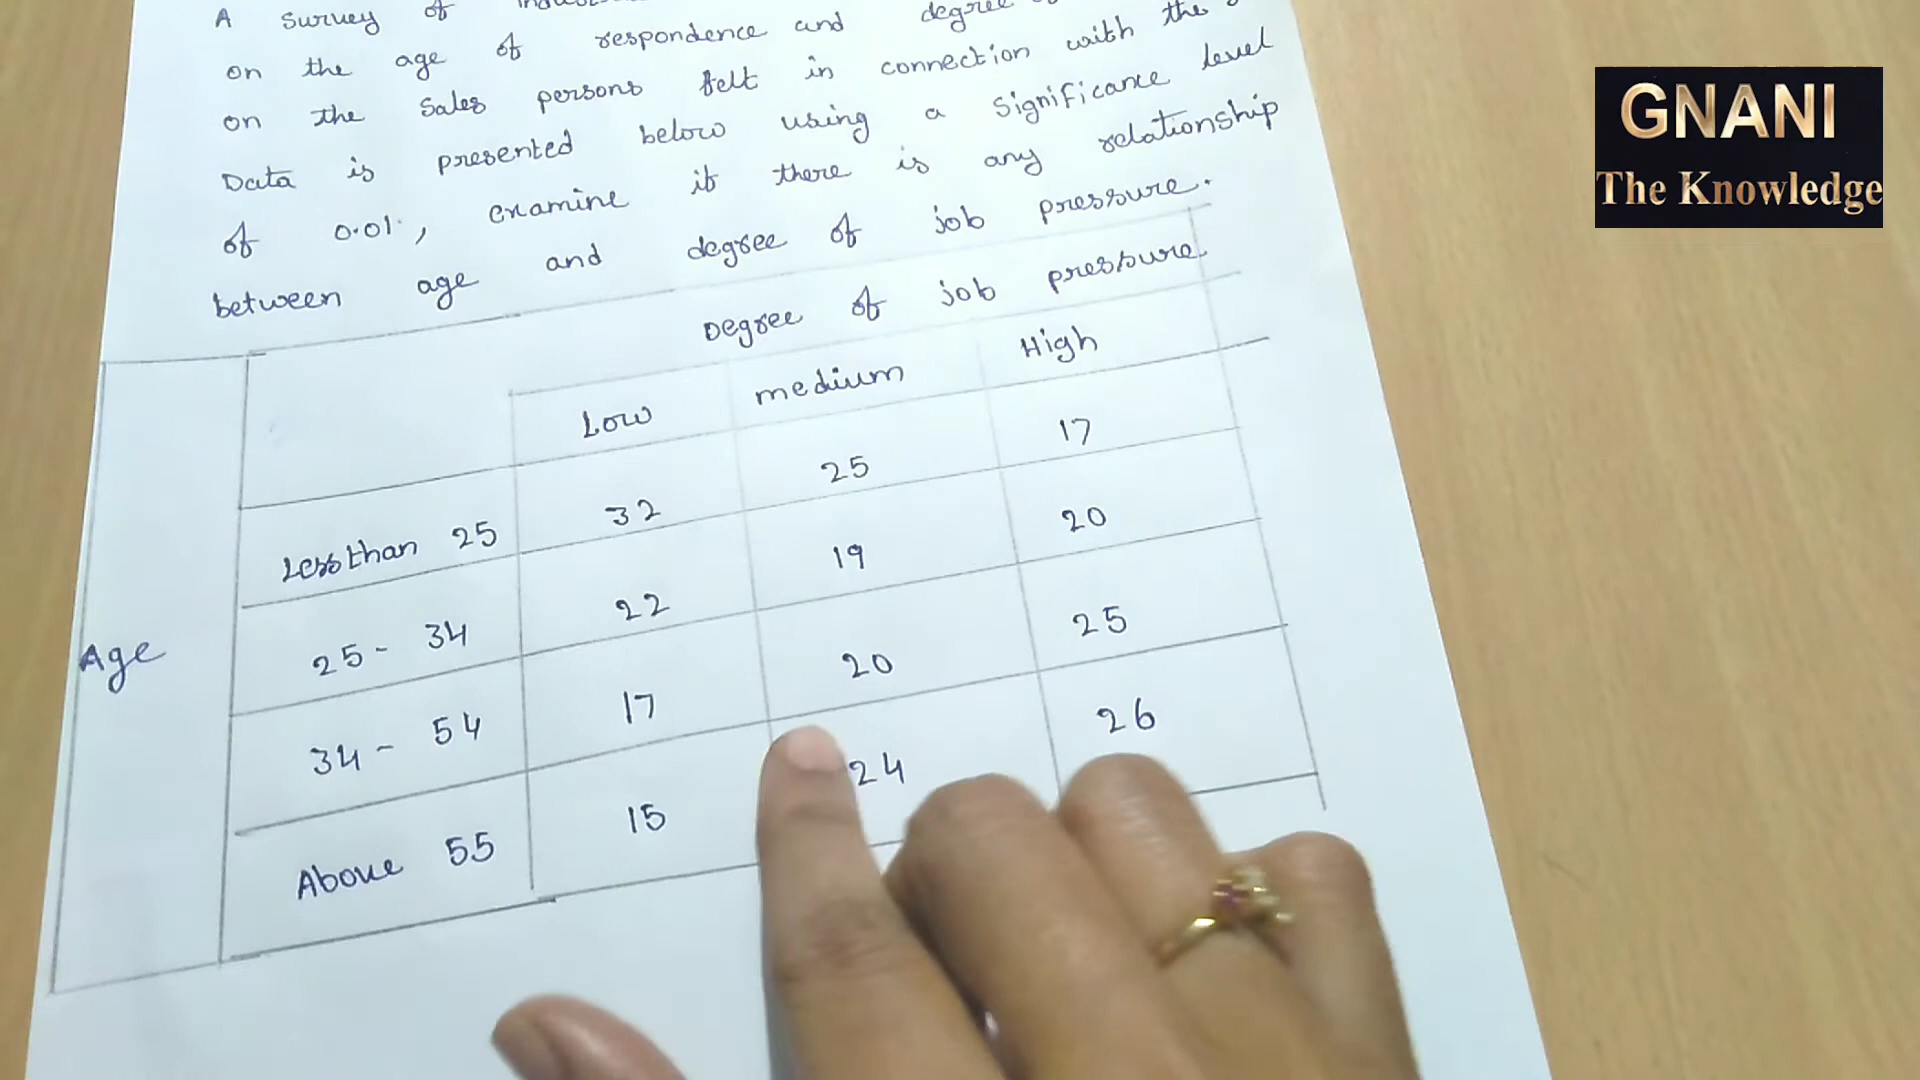 A Survey of
on the age of respondence and degree
on the Sales persons felt in connection with the
Data is presented below using a Significance level
of 0.01, examine if there is any relationship
between age and degree of job pressure.
Degree of job pressure.
Low medium High
Less than 25 32 25 17
25 - 34 22 19 20
34 - 54 17 20 25
Above 55 15 24 26
Age
GNANI
The Knowledge